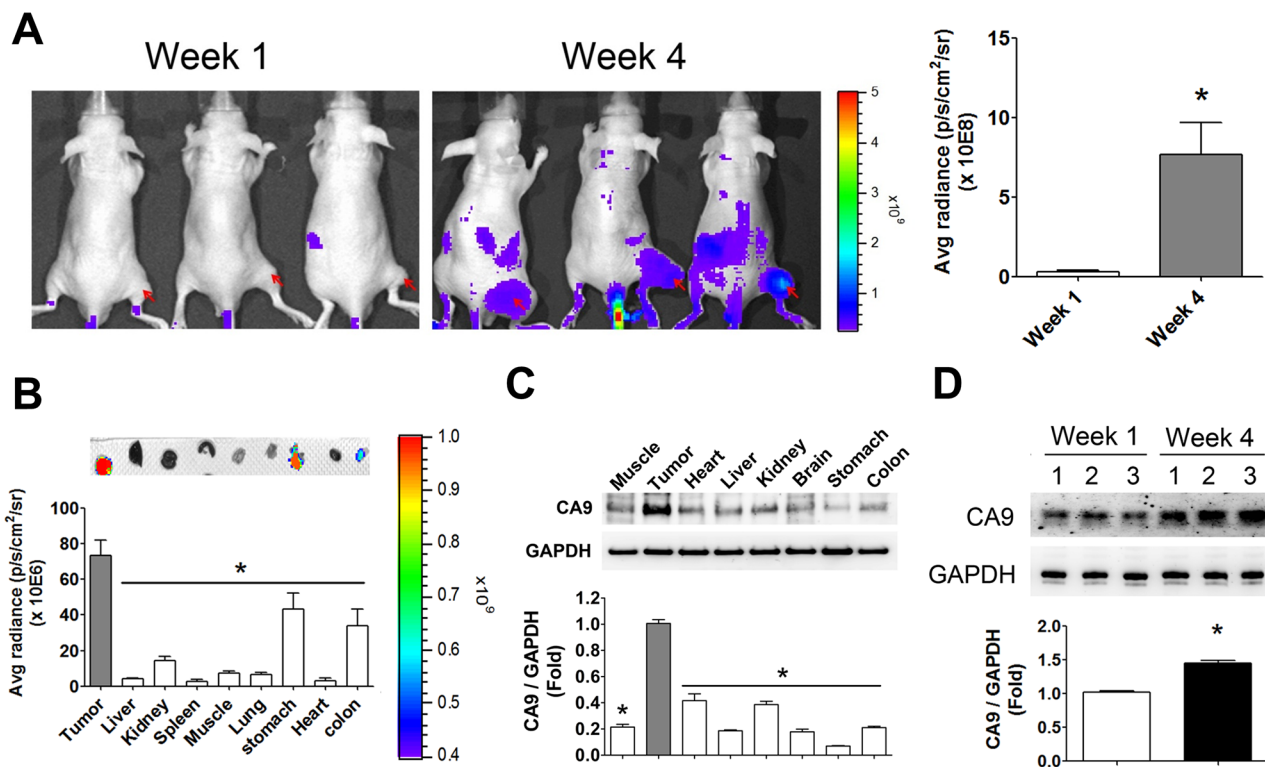 A
Week 1
Week 4
5
4
3
2
1
x10⁹
Avg radiance (p/s/cm²/sr)
(x 10E8)
15
10
5
0
*
Week 1
Week 4
B
1.0
0.9
0.8
0.7
0.6
0.5
0.4
x10⁹
Avg radiance (p/s/cm²/sr)
(x 10E6)
100
80
60
40
20
0
*
Tumor
Liver
Kidney
Spleen
Muscle
Lung
stomach
Heart
colon
C
Muscle
Tumor
Heart
Liver
Kidney
Brain
Stomach
Colon
CA9
GAPDH
CA9 / GAPDH
(Fold)
1.2
1.0
0.8
0.6
0.4
0.2
0.0
*
*
D
Week 1 Week 4
1 2 3 1 2 3
CA9
GAPDH
CA9 / GAPDH
(Fold)
2.0
1.5
1.0
0.5
0.0
*